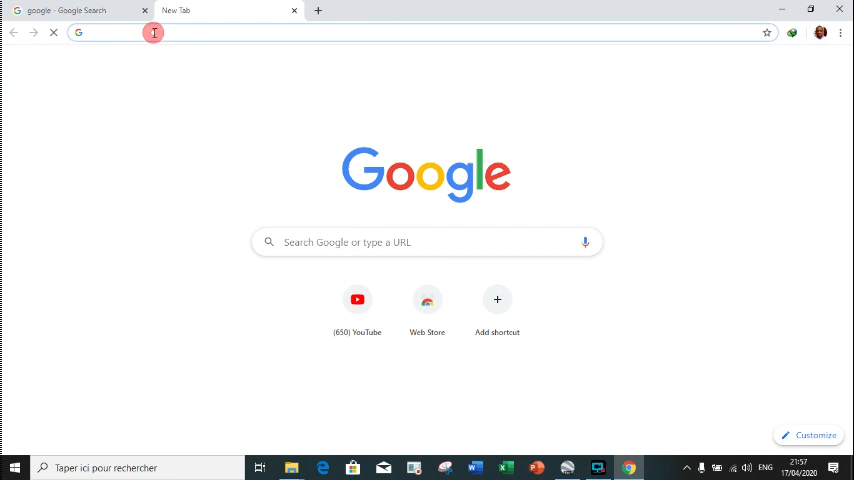 google - Google Search
New Tab
Google
Search Google or type a URL
(650) YouTube
Web Store
Add shortcut
Customize
Taper ici pour rechercher
ENG
21:57
17/04/2020